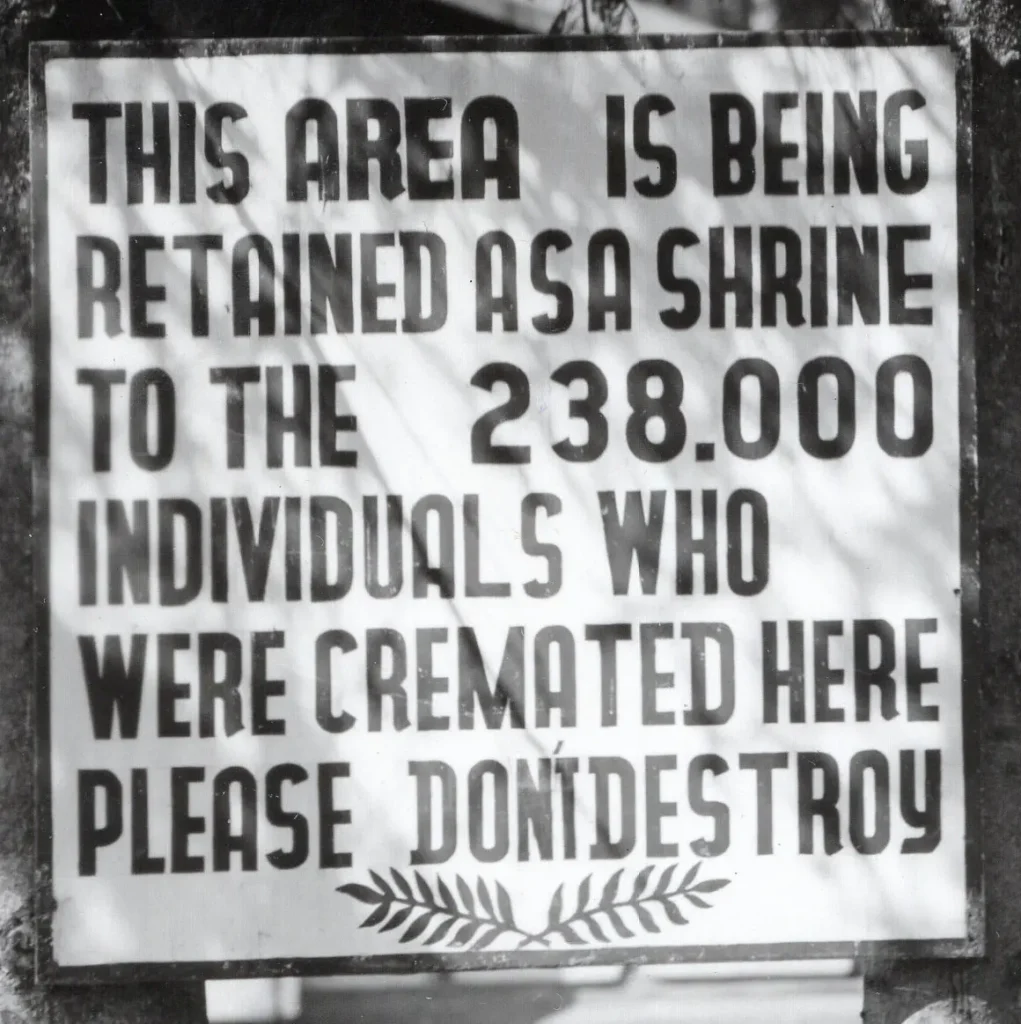 THIS AREA IS BEING
RETAINED AS A SHRINE
TO THE 238.000
INDIVIDUALS WHO
WERE CREMATED HERE
PLEASE DON'T DESTROY